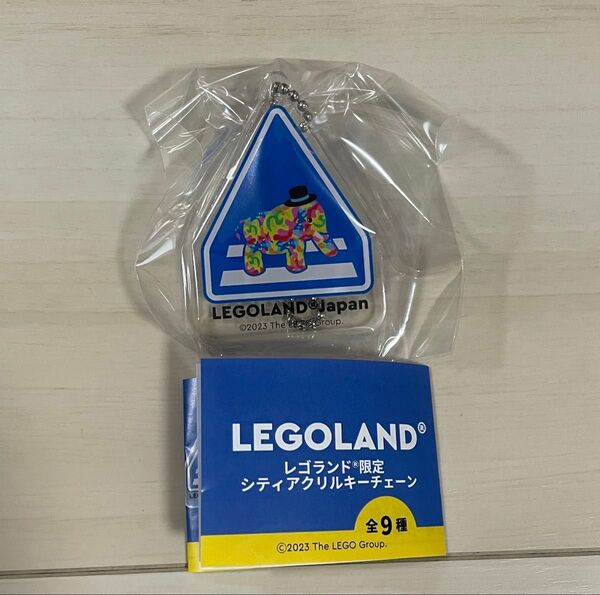 LEGOLAND®Japan
©2023 The LEGO Group.
LEGOLAND®
レゴランド®限定
シティアクリルキーチェーン
全9種
©2023 The LEGO Group.